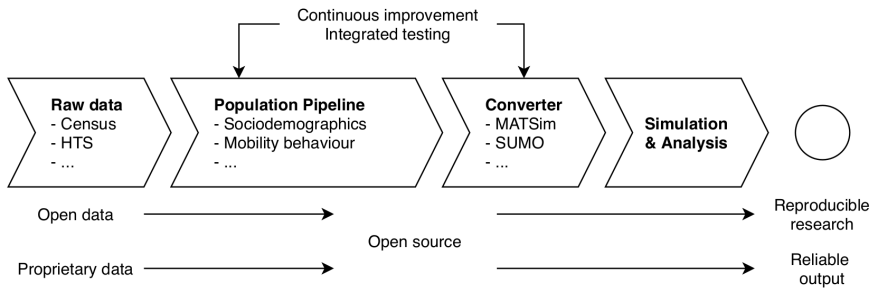 Continuous improvement
Integrated testing
Raw data
- Census
- HTS
- ...
Population Pipeline
- Sociodemographics
- Mobility behaviour
- ...
Converter
- MATSim
- SUMO
- ...
Simulation
& Analysis
Open data
Reproducible
research
Open source
Proprietary data
Reliable
output